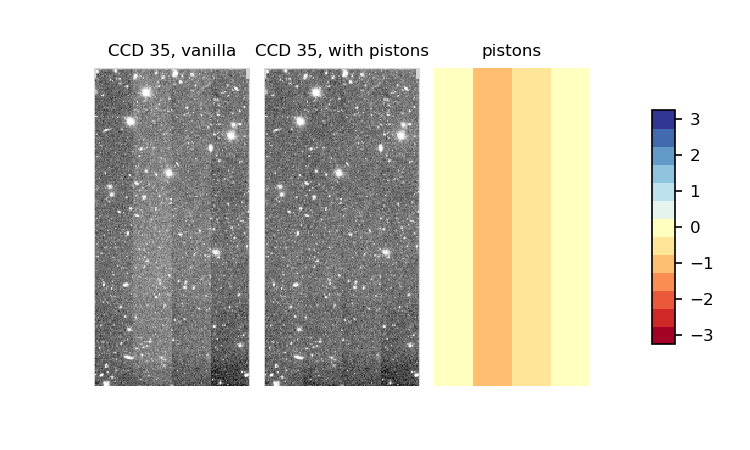 CCD 35, vanilla
CCD 35, with pistons
pistons
3
2
1
0
−1
−2
−3